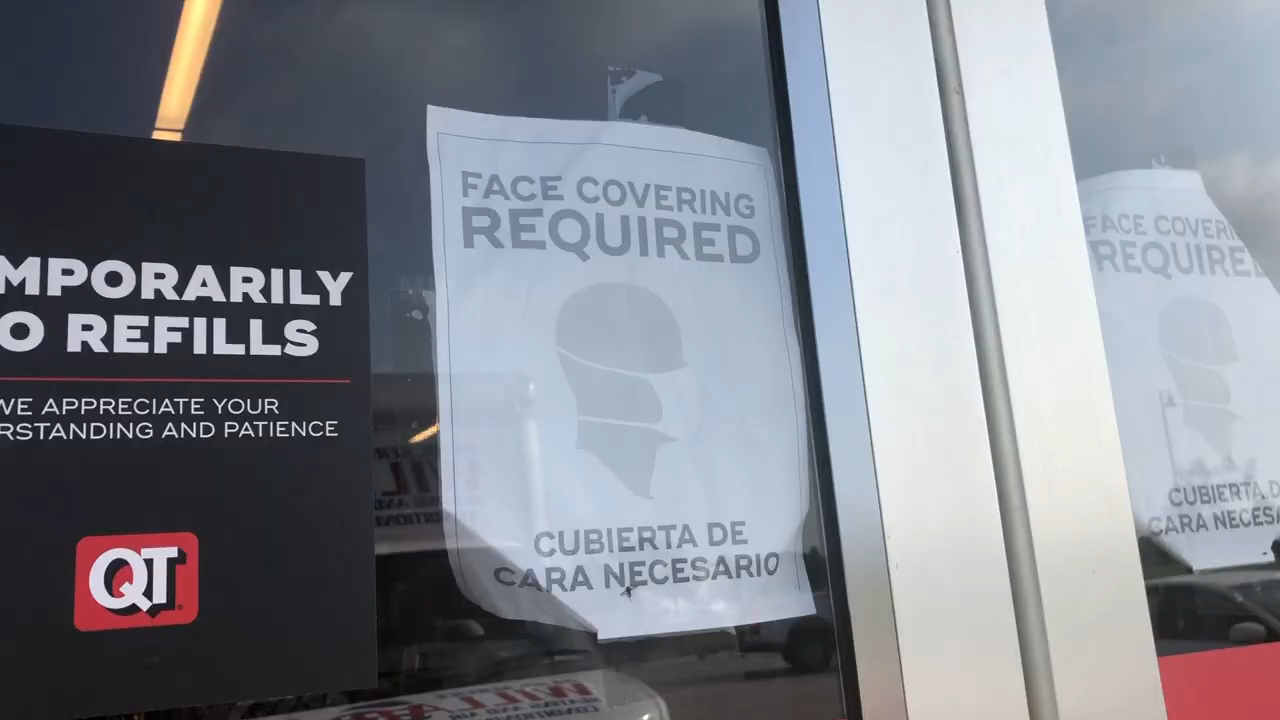 MPORARILY
O REFILLS
WE APPRECIATE YOUR
RSTANDING AND PATIENCE
QT
FACE COVERING
REQUIRED
CUBIERTA DE
CARA NECESARIO
FACE COVERI
REQUIRED
CUBIERTA D
CARA NECESA